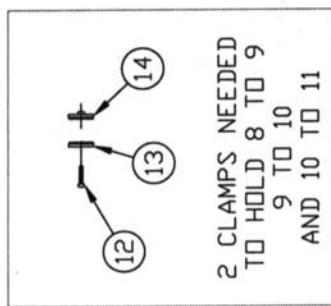 14
13
12
2 CLAMPS NEEDED
TO HOLD 8 TO 9
9 TO 10
AND 10 TO 11